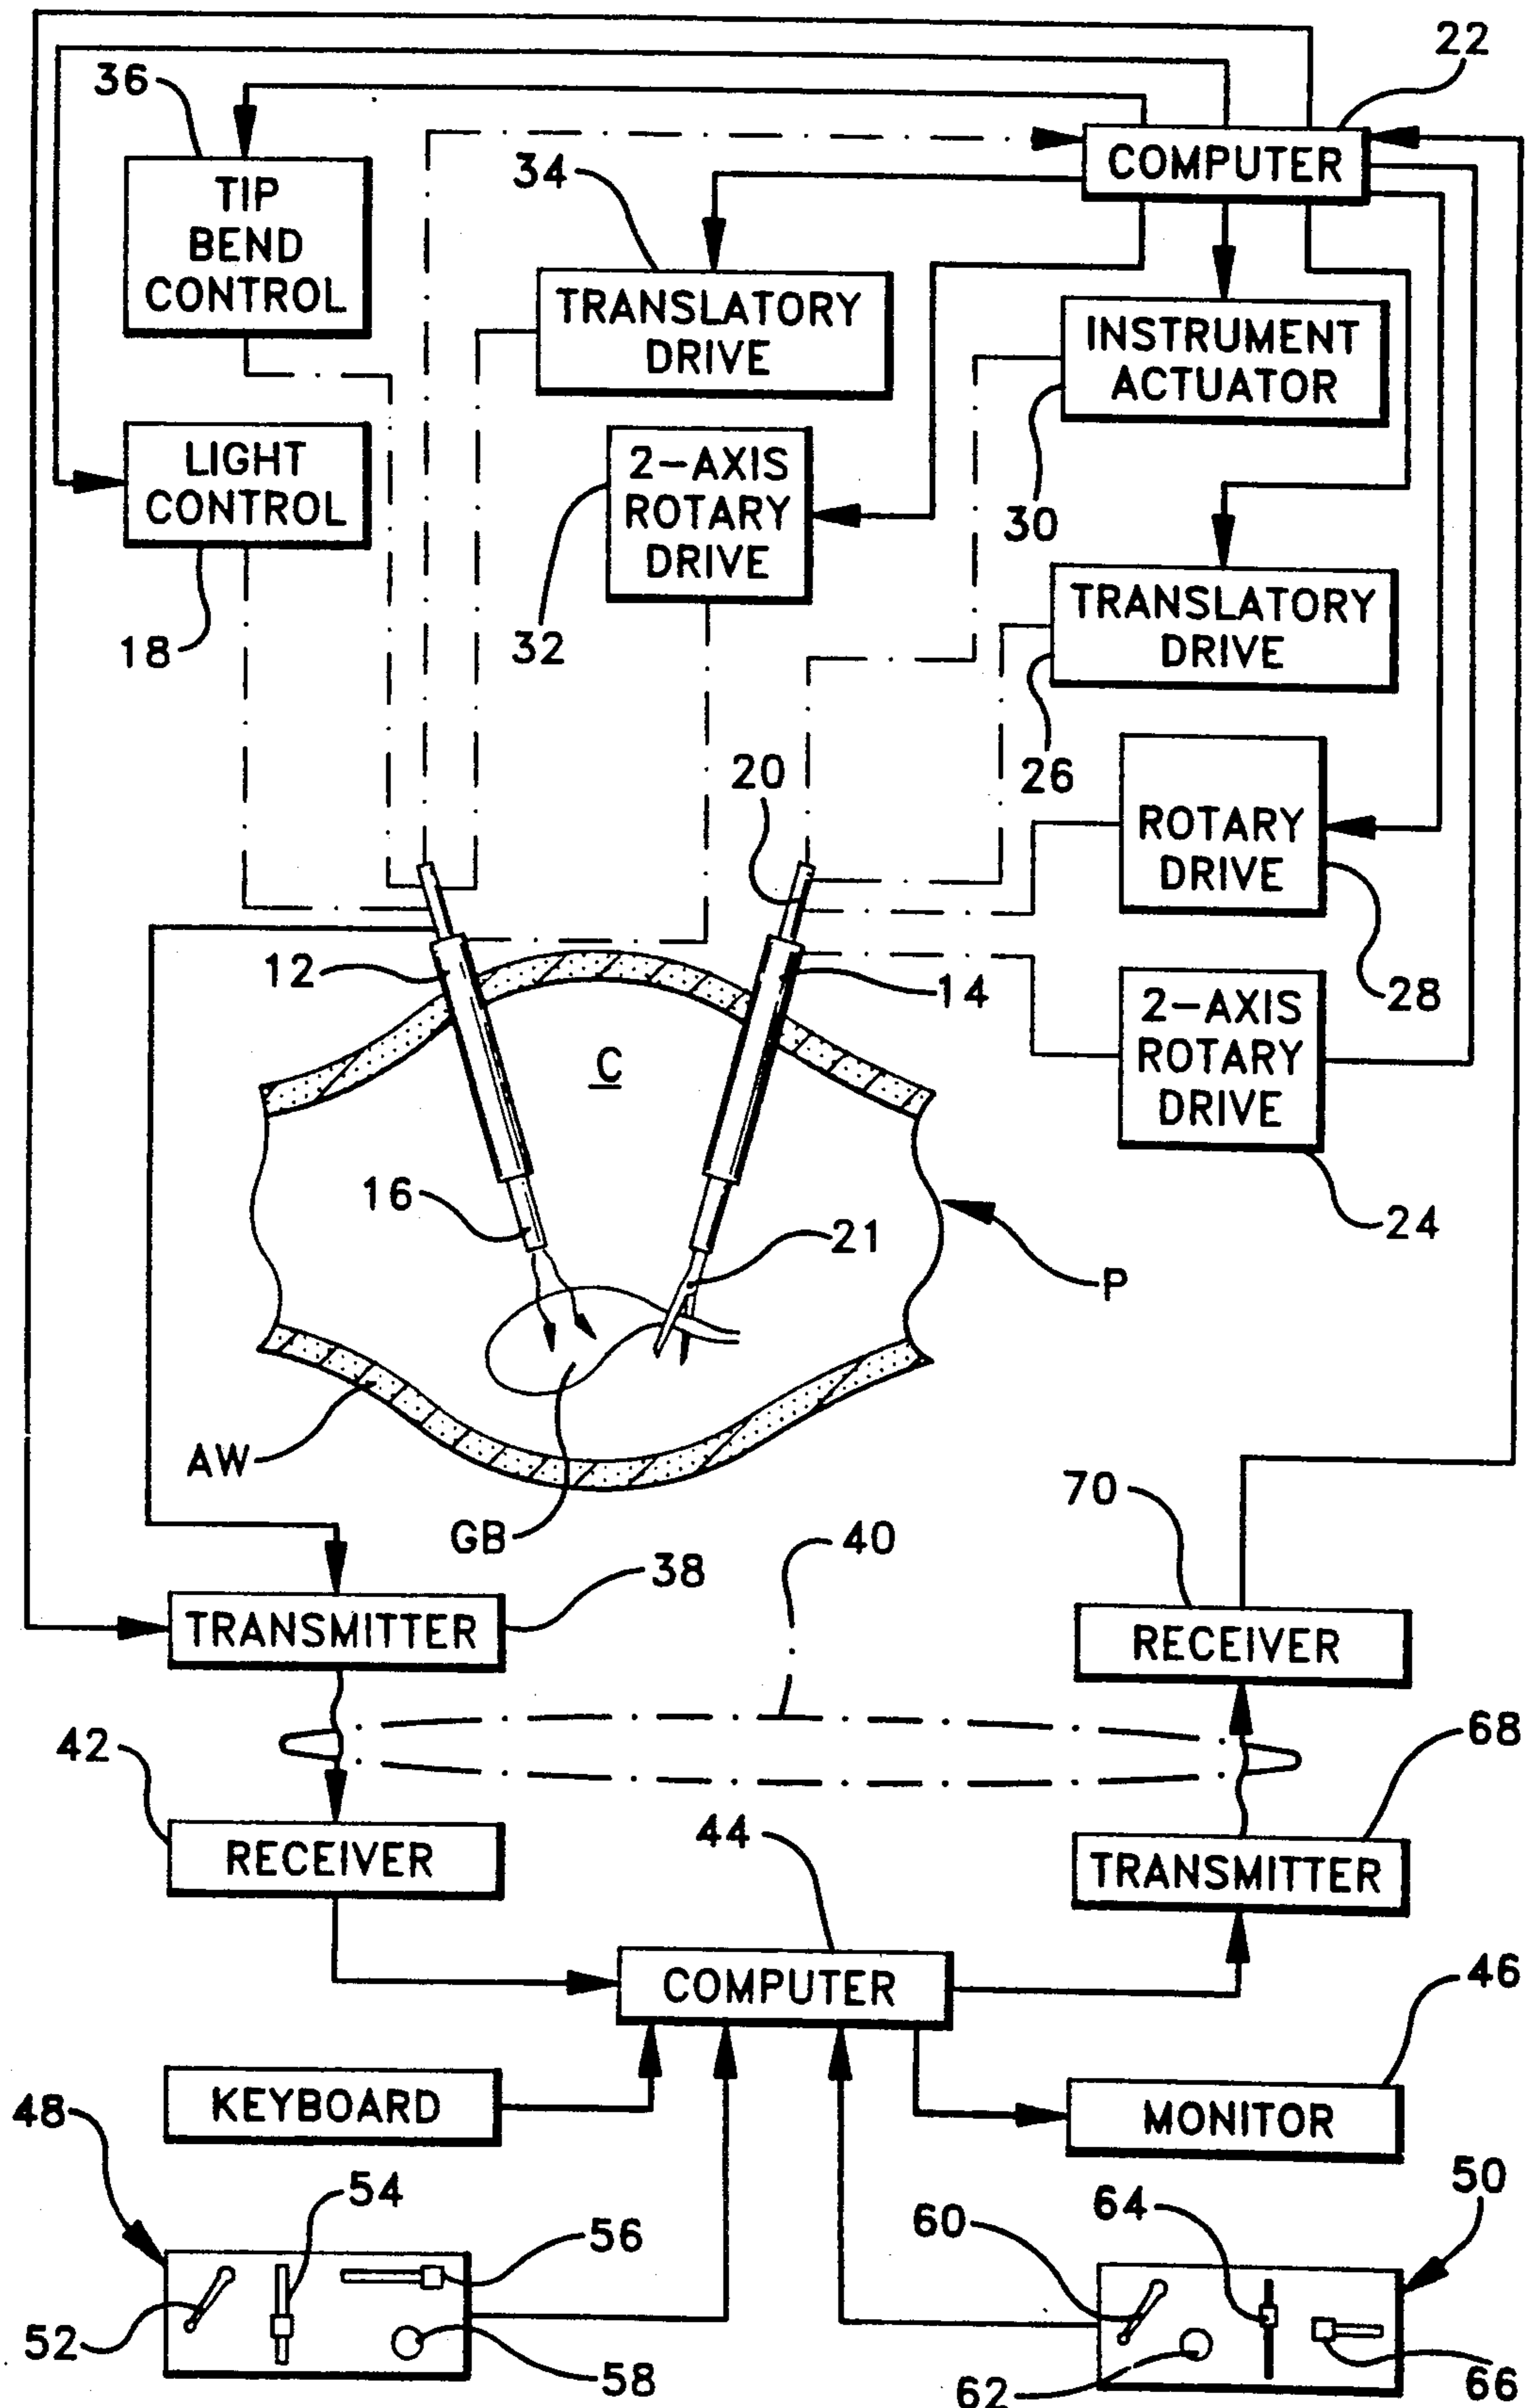 22
36
COMPUTER
34
TIP
BEND
CONTROL
TRANSLATORY
DRIVE
INSTRUMENT
ACTUATOR
LIGHT
CONTROL
2-AXIS
ROTARY
DRIVE
30
18
32
TRANSLATORY
DRIVE
26
20
ROTARY
DRIVE
12
14
28
C
2-AXIS
ROTARY
DRIVE
16
21
24
P
AW
GB
70
40
38
TRANSMITTER
RECEIVER
42
68
44
RECEIVER
TRANSMITTER
COMPUTER
46
KEYBOARD
MONITOR
48
54
56
60
64
50
52
58
62
66